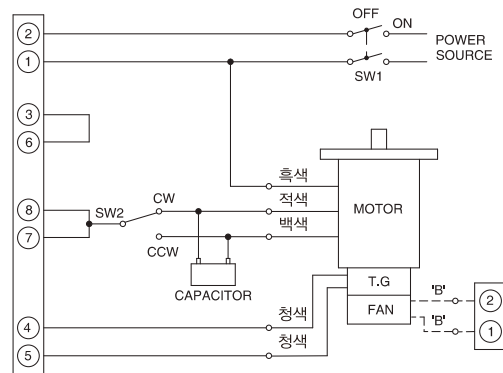 OFF
ON
2
1
POWER
SOURCE
SW1
3
6
흑색
적색
MOTOR
8
SW2
CW
백색
7
CCW
CAPACITOR
T.G
FAN
'B'
2
청색
4
'B'
1
청색
5